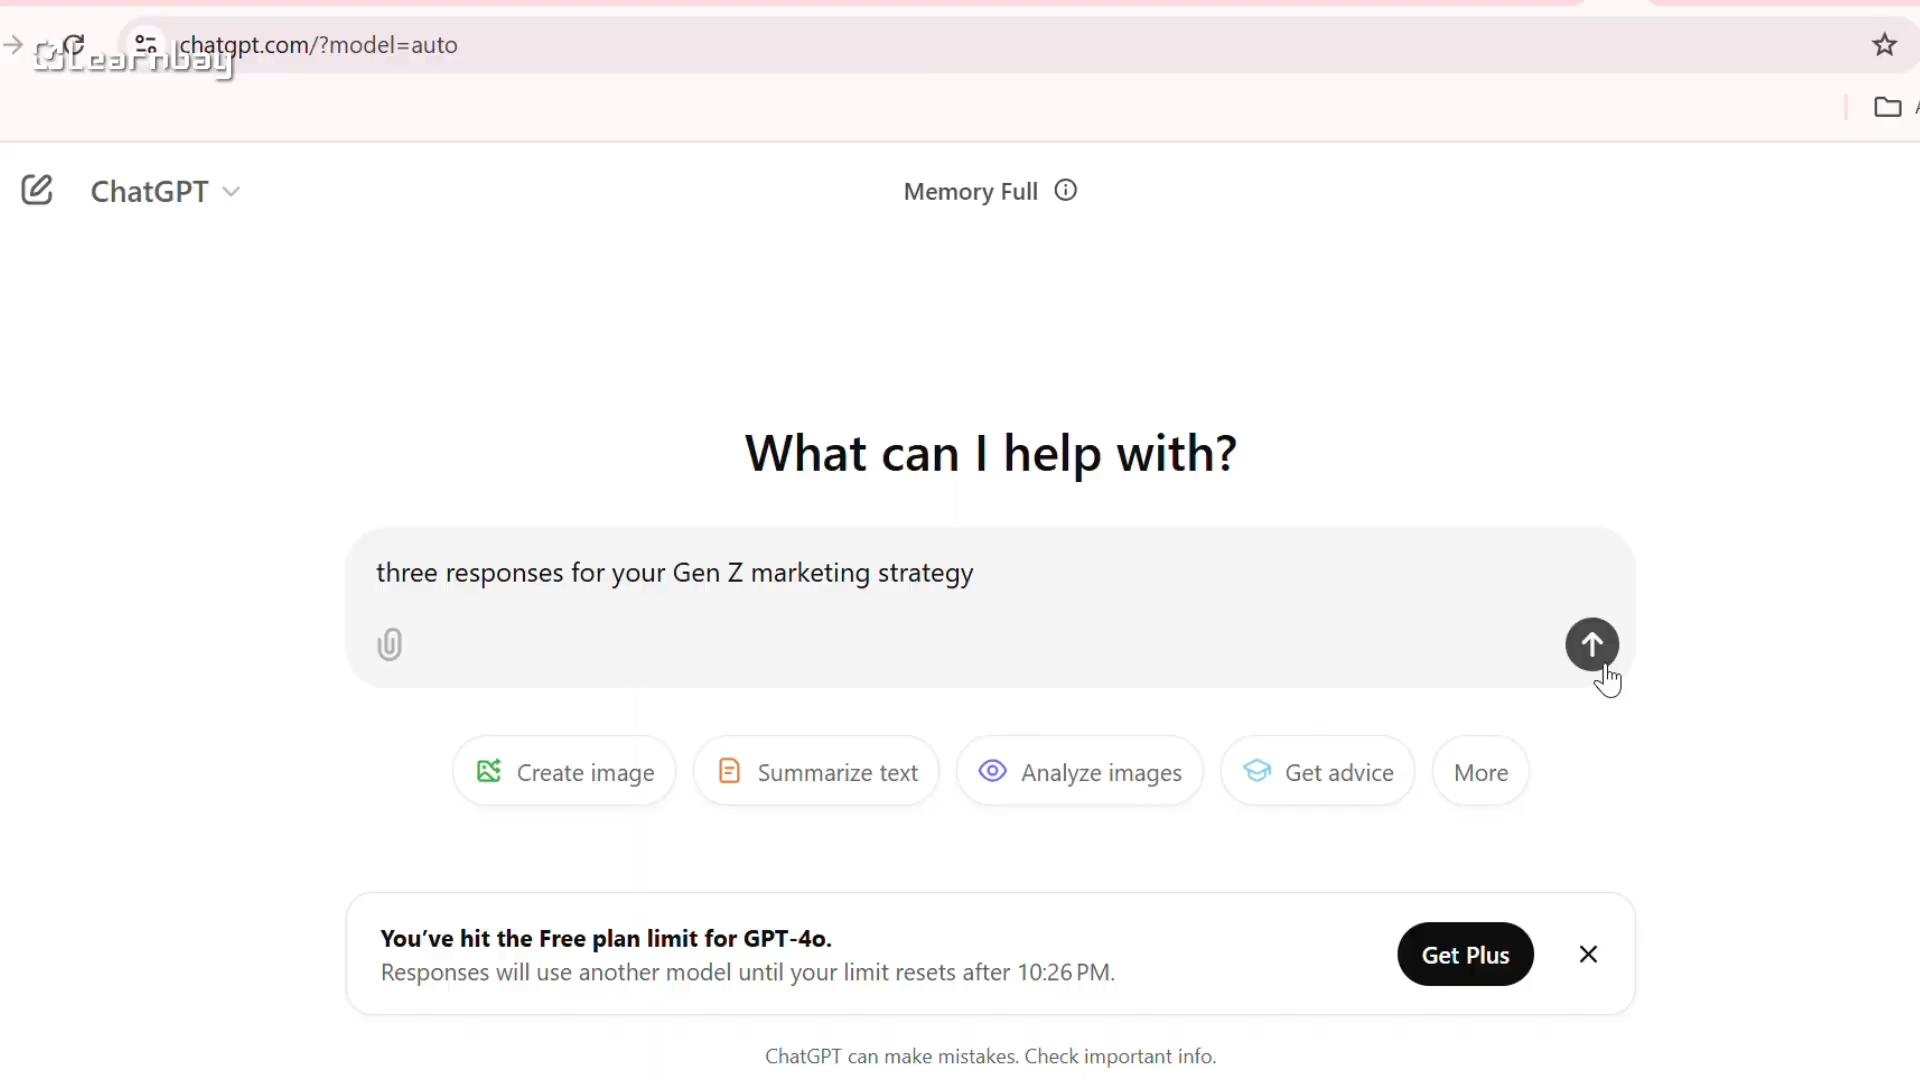 Learnbay
chatgpt.com/?model=auto
ChatGPT
Memory Full
What can I help with?
three responses for your Gen Z marketing strategy
Create image
Summarize text
Analyze images
Get advice
More
You’ve hit the Free plan limit for GPT-4o.
Responses will use another model until your limit resets after 10:26 PM.
Get Plus
ChatGPT can make mistakes. Check important info.